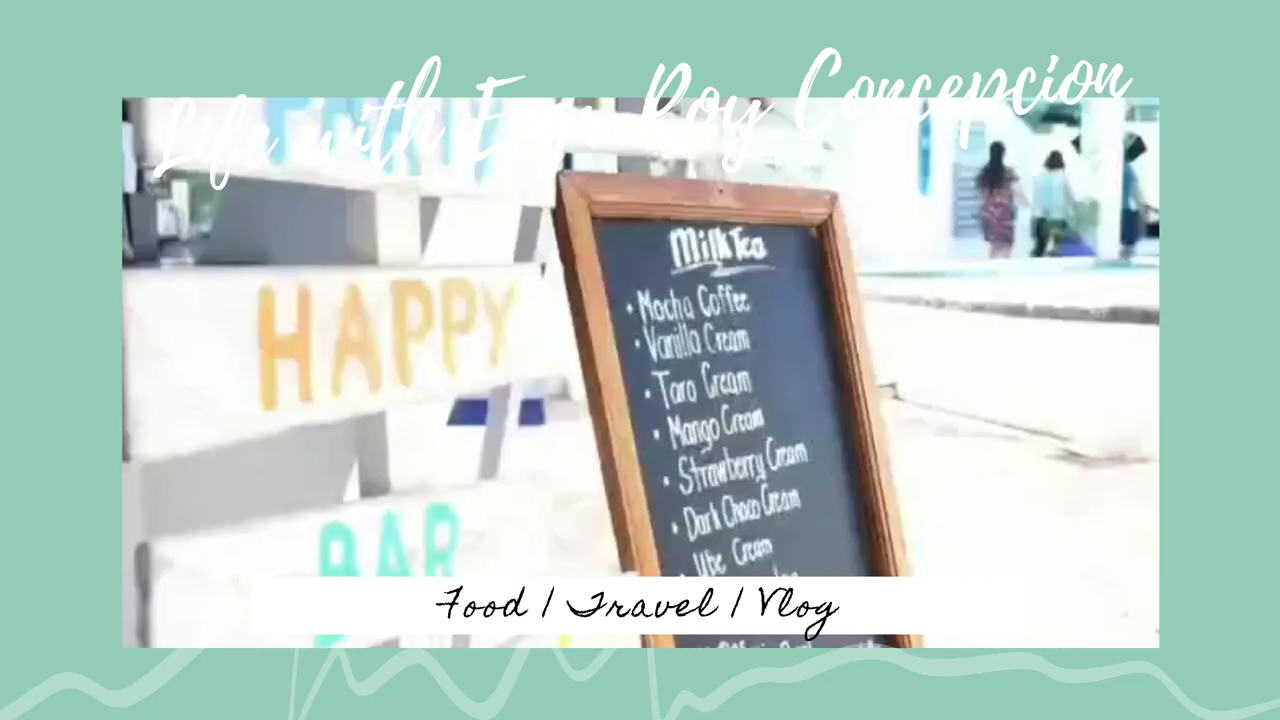 Life with Engr. Roy Concepcion
HAPPY
BAR
Milk Tea
• Mocha Coffee
• Vanilla Cream
• Taro Cream
• Mango Cream
• Strawberry Cream
• Dark Choco Cream
• Ube Cream
Food | Travel | Vlog